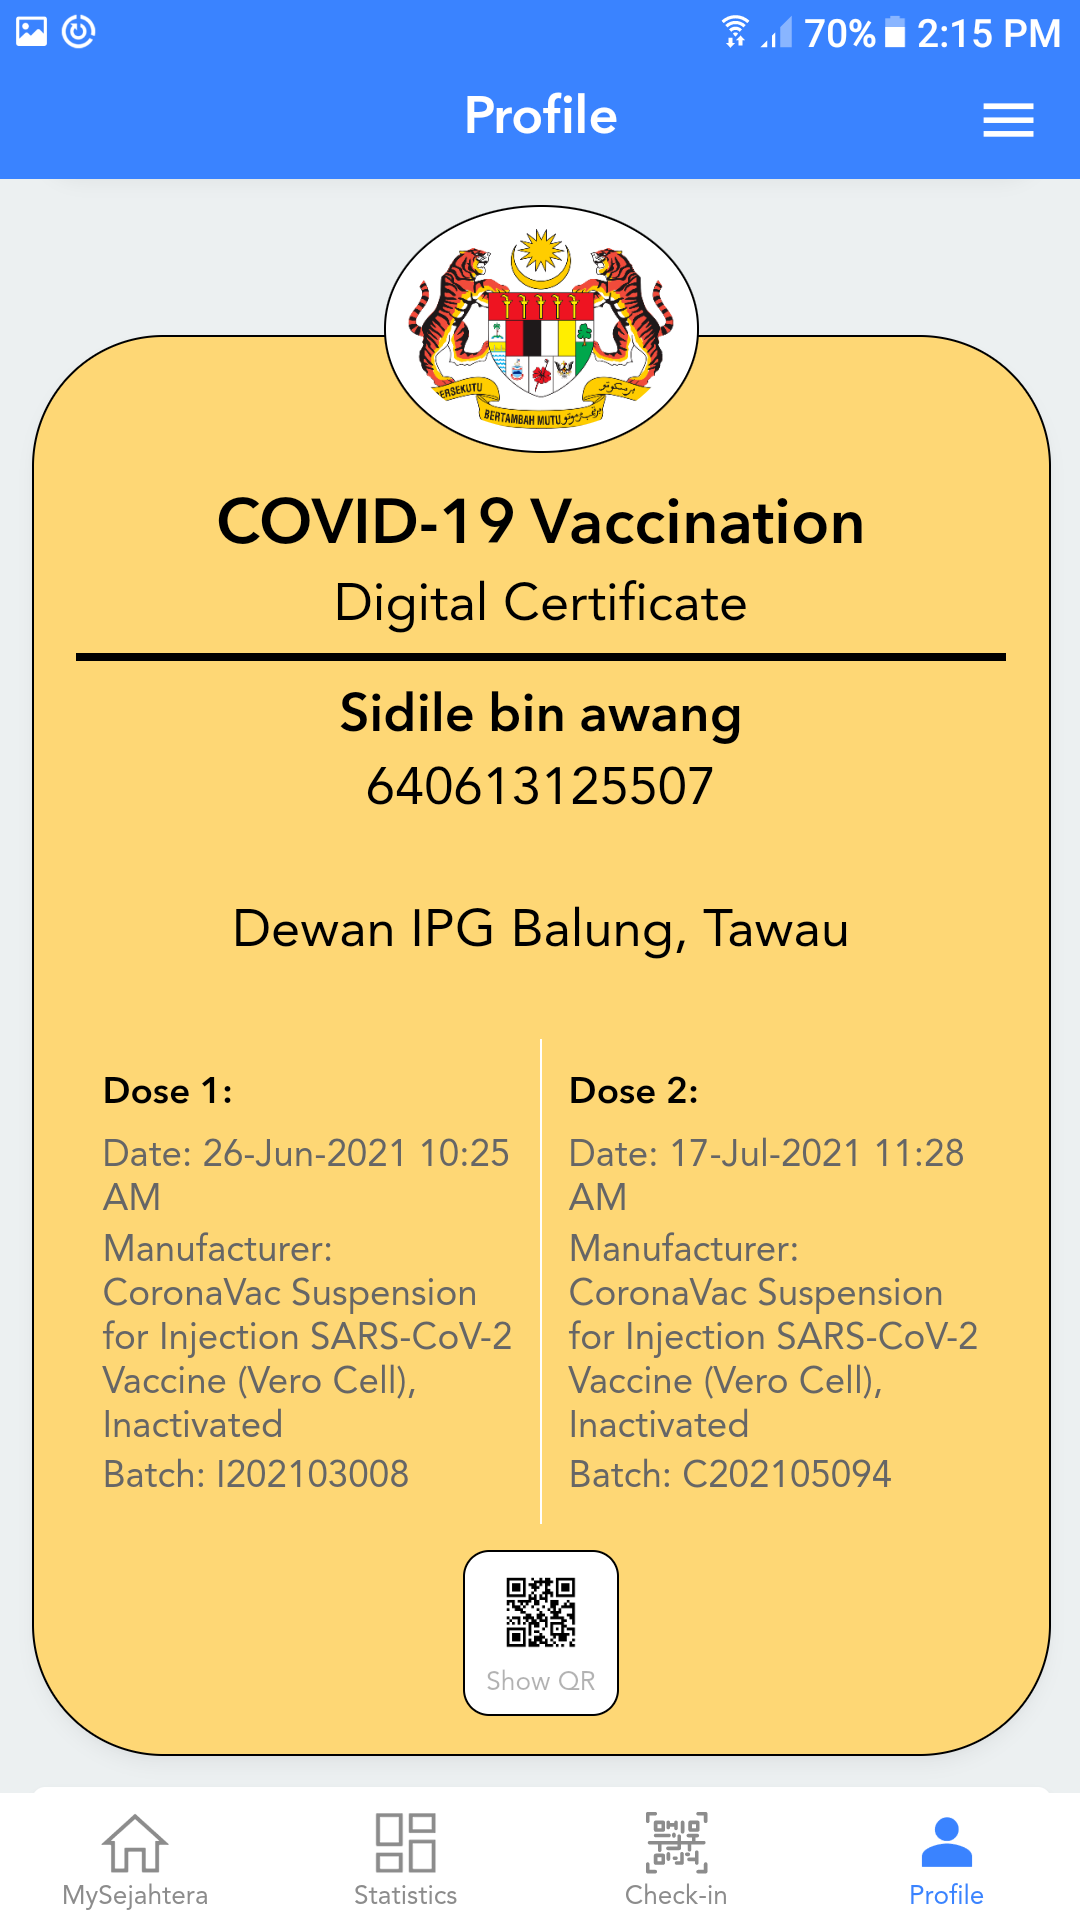 70% 2:15 PM
Profile
BERSEKUTU
BERTAMBAH MUTU
COVID-19 Vaccination
Digital Certificate
Sidile bin awang
640613125507
Dewan IPG Balung, Tawau
Dose 1:
Date: 26-Jun-2021 10:25
AM
Manufacturer:
CoronaVac Suspension
for Injection SARS-CoV-2
Vaccine (Vero Cell),
Inactivated
Batch: I202103008
Dose 2:
Date: 17-Jul-2021 11:28
AM
Manufacturer:
CoronaVac Suspension
for Injection SARS-CoV-2
Vaccine (Vero Cell),
Inactivated
Batch: C202105094
Show QR
MySejahtera
Statistics
Check-in
Profile